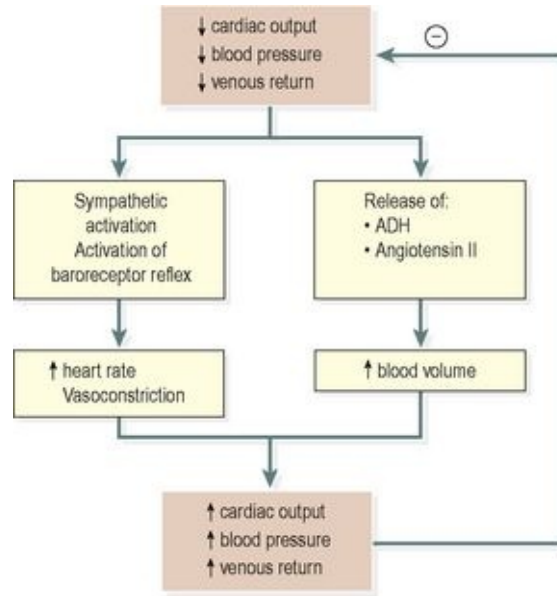 ↓ cardiac output
↓ blood pressure
↓ venous return
⊖
Sympathetic
activation
Activation of
baroreceptor reflex
Release of:
• ADH
• Angiotensin II
↑ heart rate
Vasoconstriction
↑ blood volume
↑ cardiac output
↑ blood pressure
↑ venous return